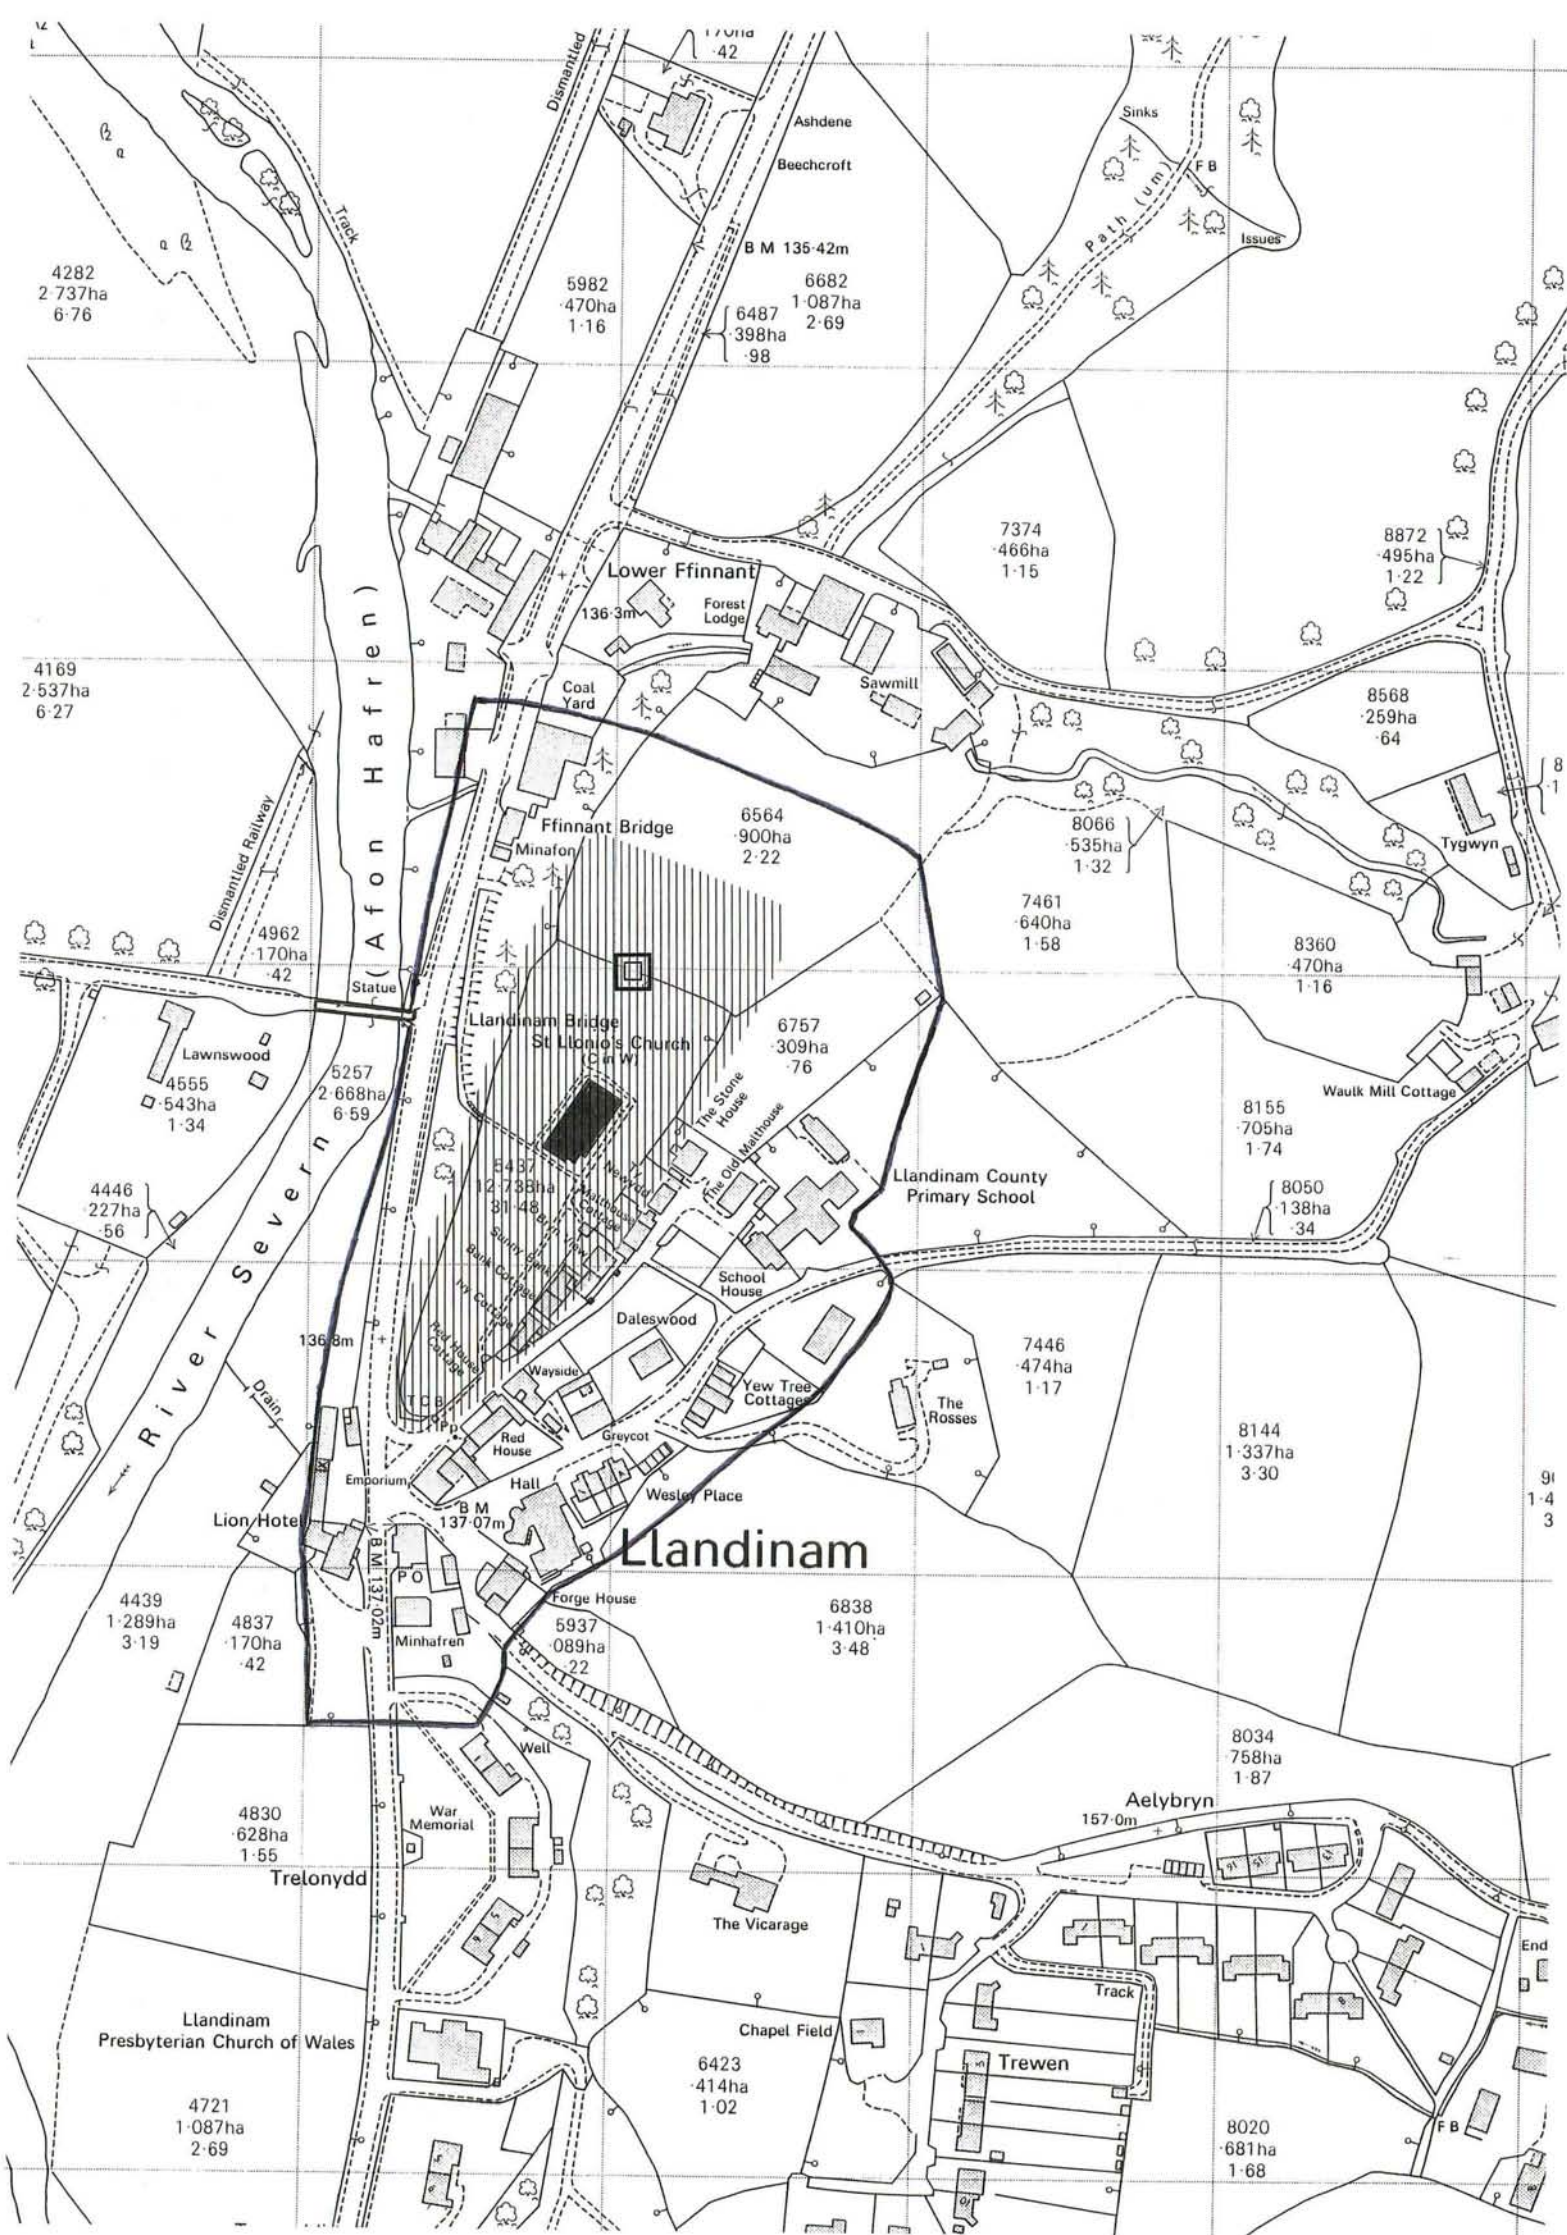 Dismantled
·42
Ashdene
Beechcroft
Sinks
F B
Issues
Path (um)
Track
B M 135·42m
4282
2·737ha
6·76
5982
·470ha
1·16
6487
·398ha
·98
6682
1·087ha
2·69
7374
·466ha
1·15
8872
·495ha
1·22
Lower Ffinnant
136·3m
Forest
Lodge
Sawmill
Coal
Yard
4169
2·537ha
6·27
8568
·259ha
·64
(Afon Hafren)
Dismantled Railway
Ffinnant Bridge
Minafon
6564
·900ha
2·22
8066
·535ha
1·32
Tygwyn
8
·1
7461
·640ha
1·58
8360
·470ha
1·16
4962
·170ha
·42
Statue
Llandinam Bridge
St Llonio's Church
(C in W)
6757
·309ha
·76
Lawnswood
4555
·543ha
1·34
5257
2·668ha
6·59
The Stone
House
The Old Malthouse
Waulk Mill Cottage
8155
·705ha
1·74
Llandinam County
Primary School
8050
·138ha
·34
4446
·227ha
·56
5437
12·738ha
31·48
Ty
Newydd
Malthouse
Cottage
Bryn View
Sunny Bank
Bank Cottage
Ivy Cottage
Red House
Cottage
School
House
Daleswood
River Severn
136·8m
Drain
Wayside
T C B
Yew Tree
Cottages
The
Rosses
7446
·474ha
1·17
8144
1·337ha
3·30
Red
House
Greycot
Emporium
Hall
Wesley Place
B M
137·07m
Lion Hotel
Llandinam
B M 137·02m
P O
Forge House
4439
1·289ha
3·19
4837
·170ha
·42
Minhafren
5937
·089ha
·22
6838
1·410ha
3·48
Well
8034
·758ha
1·87
War
Memorial
4830
·628ha
1·55
Aelybryn
157·0m
Trelonydd
The Vicarage
End
Track
Llandinam
Presbyterian Church of Wales
Chapel Field
Trewen
6423
·414ha
1·02
4721
1·087ha
2·69
8020
·681ha
1·68
F B